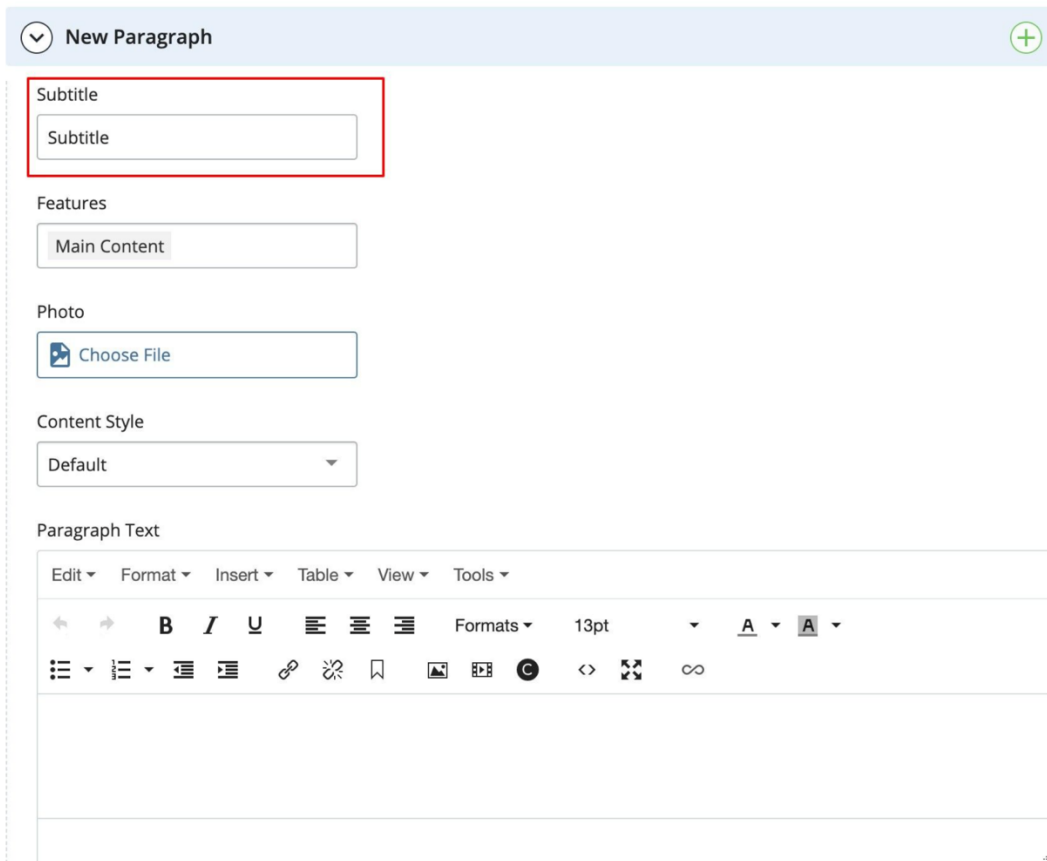 New Paragraph
Subtitle
Subtitle
Features
Main Content
Photo
Choose File
Content Style
Default
Paragraph Text
Edit Format Insert Table View Tools
B I U Formats 13pt A A